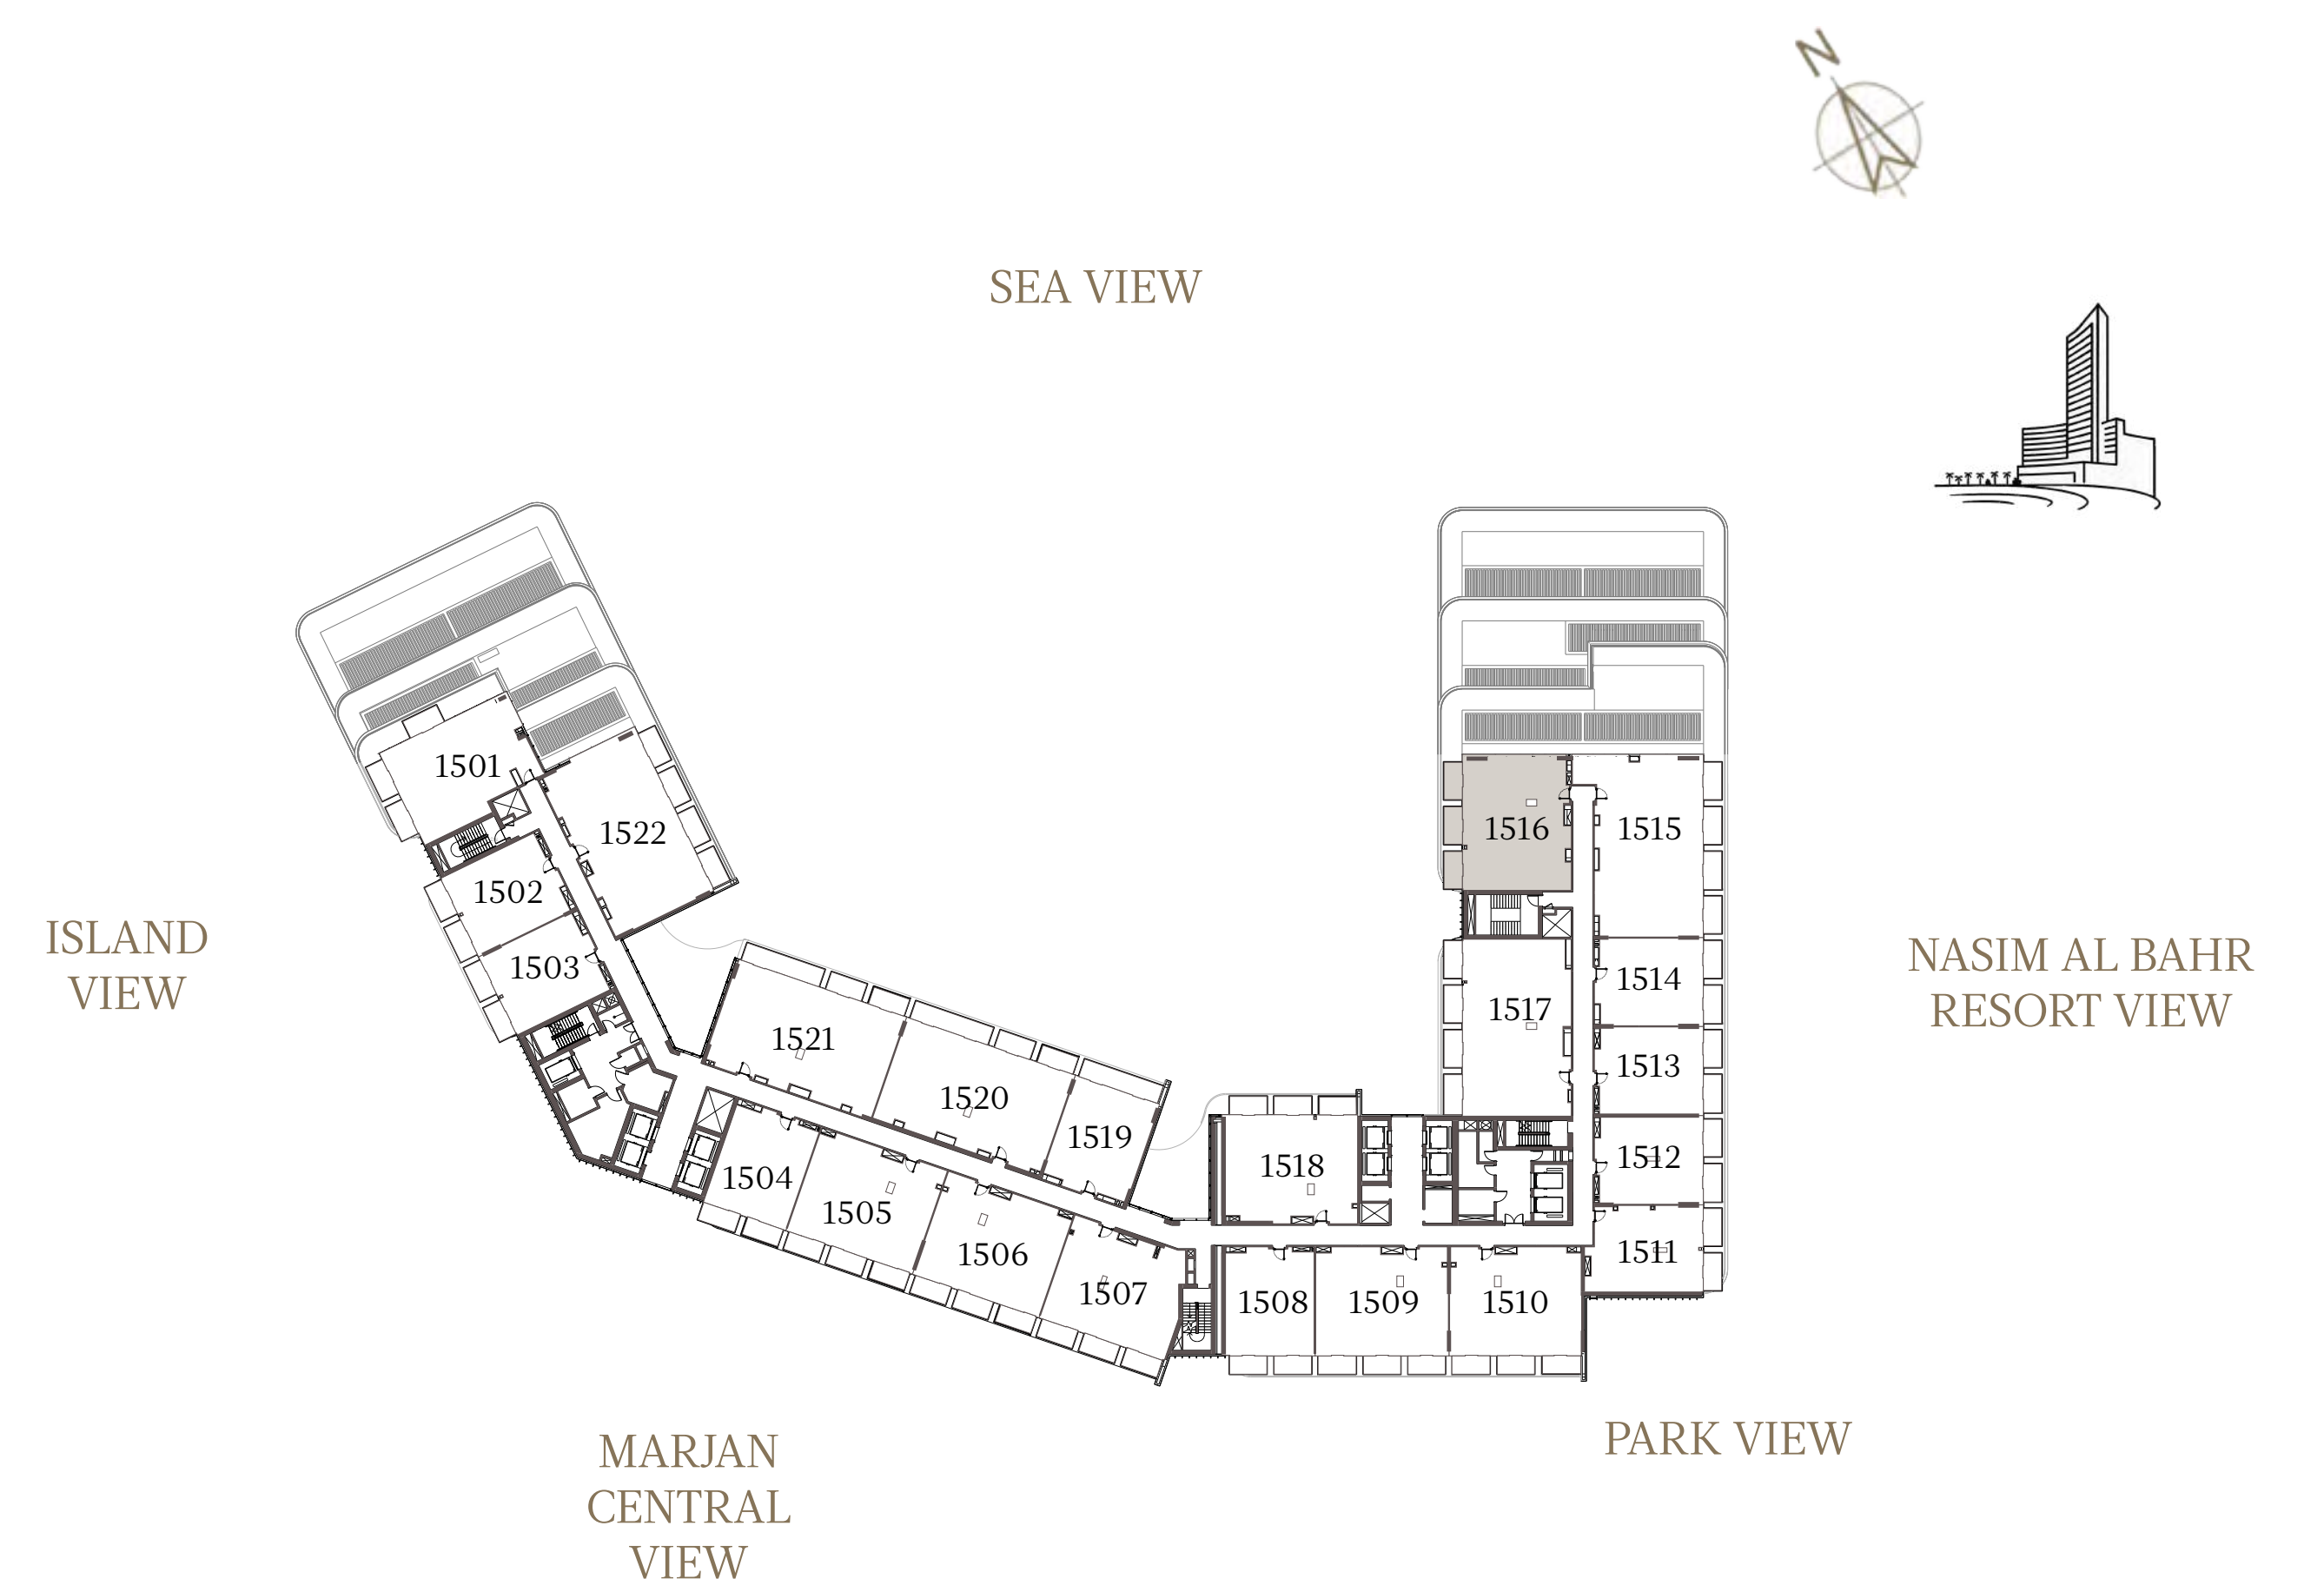 N
SEA VIEW
1501
1522
1516
1515
1502
ISLAND
VIEW
1503
NASIM AL BAHR
RESORT VIEW
1514
1517
1521
1513
1520
1519
1512
1518
1504
1505
1506
1511
1507
1508
1509
1510
PARK VIEW
MARJAN
CENTRAL
VIEW